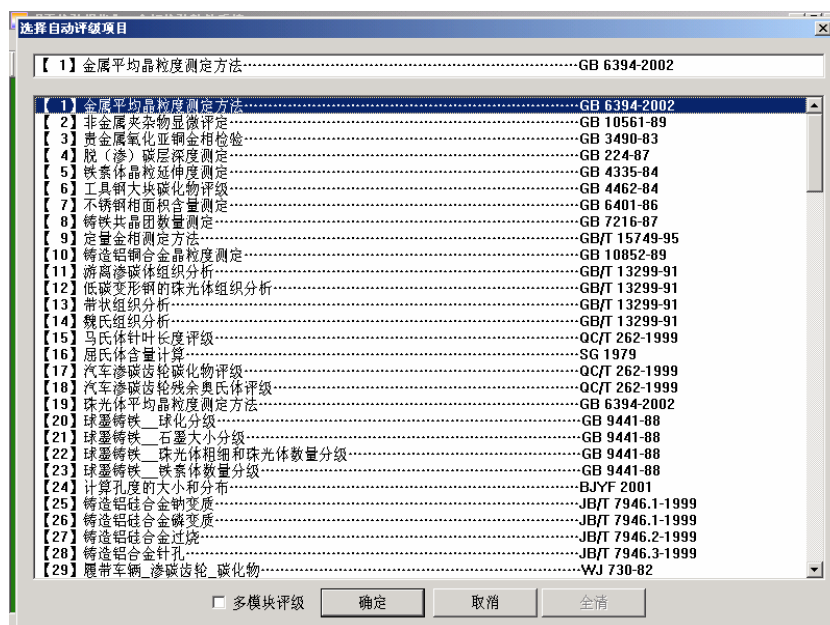 选择自动评级项目
【 1】金属平均晶粒度测定方法……GB 6394-2002
【 1】金属平均晶粒度测定方法……GB 6394-2002
【 2】非金属夹杂物显微评定……GB 10561-89
【 3】贵金属氧化亚铜金相检验……GB 3490-83
【 4】脱（渗）碳层深度测定……GB 224-87
【 5】铁素体晶粒延伸度测定……GB 4335-84
【 6】工具钢大块碳化物评级……GB 4462-84
【 7】不锈钢相面积含量测定……GB 6401-86
【 8】铸铁共晶团数量测定……GB 7216-87
【 9】定量金相测定方法……GB/T 15749-95
【10】铸造铝铜合金晶粒度测定……GB 10852-89
【11】游离渗碳体组织分析……GB/T 13299-91
【12】低碳变形钢的珠光体组织分析……GB/T 13299-91
【13】带状组织分析……GB/T 13299-91
【14】魏氏组织分析……GB/T 13299-91
【15】马氏体针叶长度评级……QC/T 262-1999
【16】屈氏体含量计算……SG 1979
【17】汽车渗碳齿轮碳化物评级……QC/T 262-1999
【18】汽车渗碳齿轮残余奥氏体评级……QC/T 262-1999
【19】珠光体平均晶粒度测定方法……GB 6394-2002
【20】球墨铸铁__球化分级……GB 9441-88
【21】球墨铸铁__石墨大小分级……GB 9441-88
【22】球墨铸铁__珠光体粗细和珠光体数量分级……GB 9441-88
【23】球墨铸铁__铁素体数量分级……GB 9441-88
【24】计算孔度的大小和分布……BJYF 2001
【25】铸造铝硅合金钠变质……JB/T 7946.1-1999
【26】铸造铝硅合金磷变质……JB/T 7946.1-1999
【27】铸造铝硅合金过烧……JB/T 7946.2-1999
【28】铸造铝合金针孔……JB/T 7946.3-1999
【29】履带车辆_渗碳齿轮_碳化物……WJ 730-82
多模块评级 确定 取消 全清